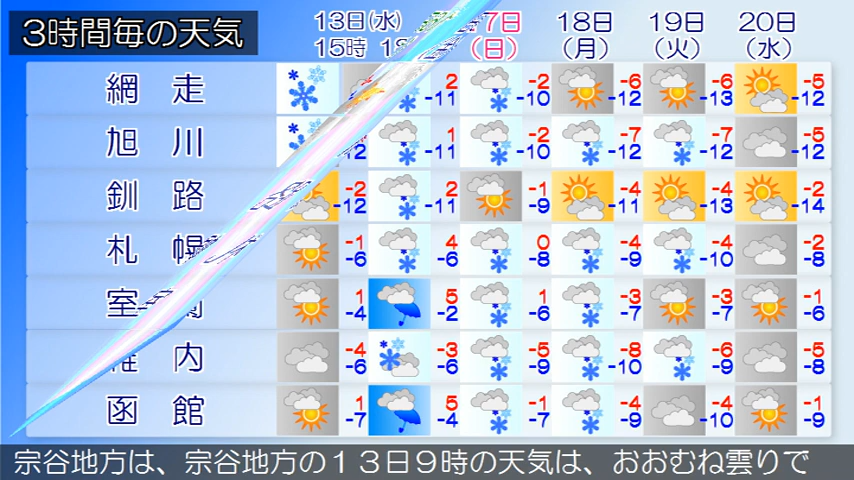 3時間毎の天気
13日(水) 7日 18日 19日 20日
15時 (日) (月) (火) (水)
網走 2 -2 -6 -6 -5
-11 -10 -12 -13 -12
旭川 1 -2 -7 -7 -5
12 -11 -10 -12 -12 -12
釧路 -2 2 -1 -4 -4 -2
-12 -11 -9 -11 -13 -14
札幌 -1 4 0 -4 -4 -2
-6 -6 -8 -9 -10 -8
室 1 5 1 -3 -3 -1
-4 -2 -6 -7 -7 -6
内 -4 -3 -5 -8 -6 -5
-6 -6 -9 -10 -9 -8
函館 1 5 -1 -4 -4 -1
-7 -4 -7 -9 -10 -9
宗谷地方は、宗谷地方の１３日９時の天気は、おおむね曇りで